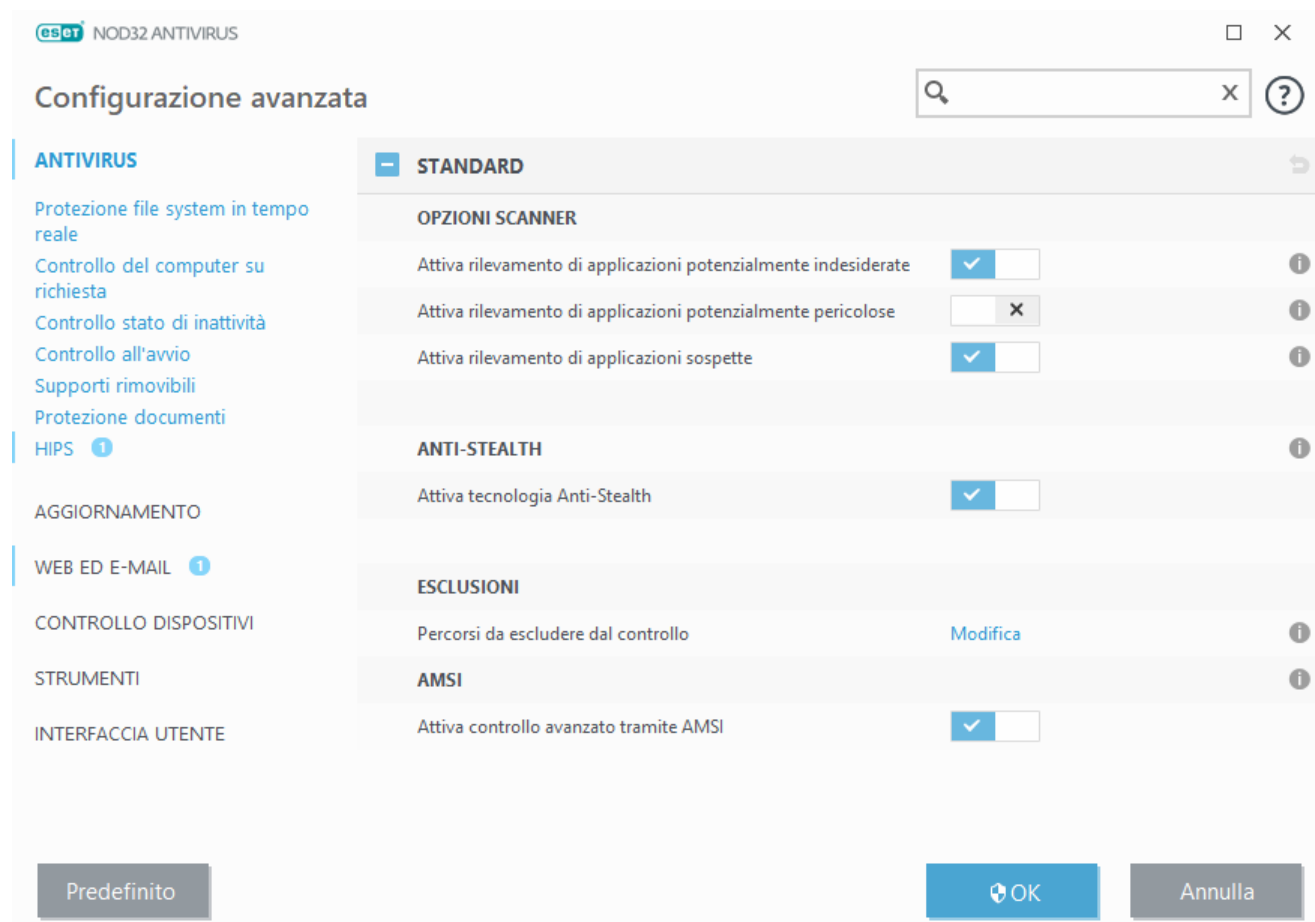 eset NOD32 ANTIVIRUS
Configurazione avanzata
ANTIVIRUS
Protezione file system in tempo
reale
Controllo del computer su
richiesta
Controllo stato di inattività
Controllo all'avvio
Supporti rimovibili
Protezione documenti
HIPS 1
AGGIORNAMENTO
WEB ED E-MAIL 1
CONTROLLO DISPOSITIVI
STRUMENTI
INTERFACCIA UTENTE
STANDARD
OPZIONI SCANNER
Attiva rilevamento di applicazioni potenzialmente indesiderate
Attiva rilevamento di applicazioni potenzialmente pericolose
Attiva rilevamento di applicazioni sospette
ANTI-STEALTH
Attiva tecnologia Anti-Stealth
ESCLUSIONI
Percorsi da escludere dal controllo Modifica
AMSI
Attiva controllo avanzato tramite AMSI
Predefinito
OK
Annulla